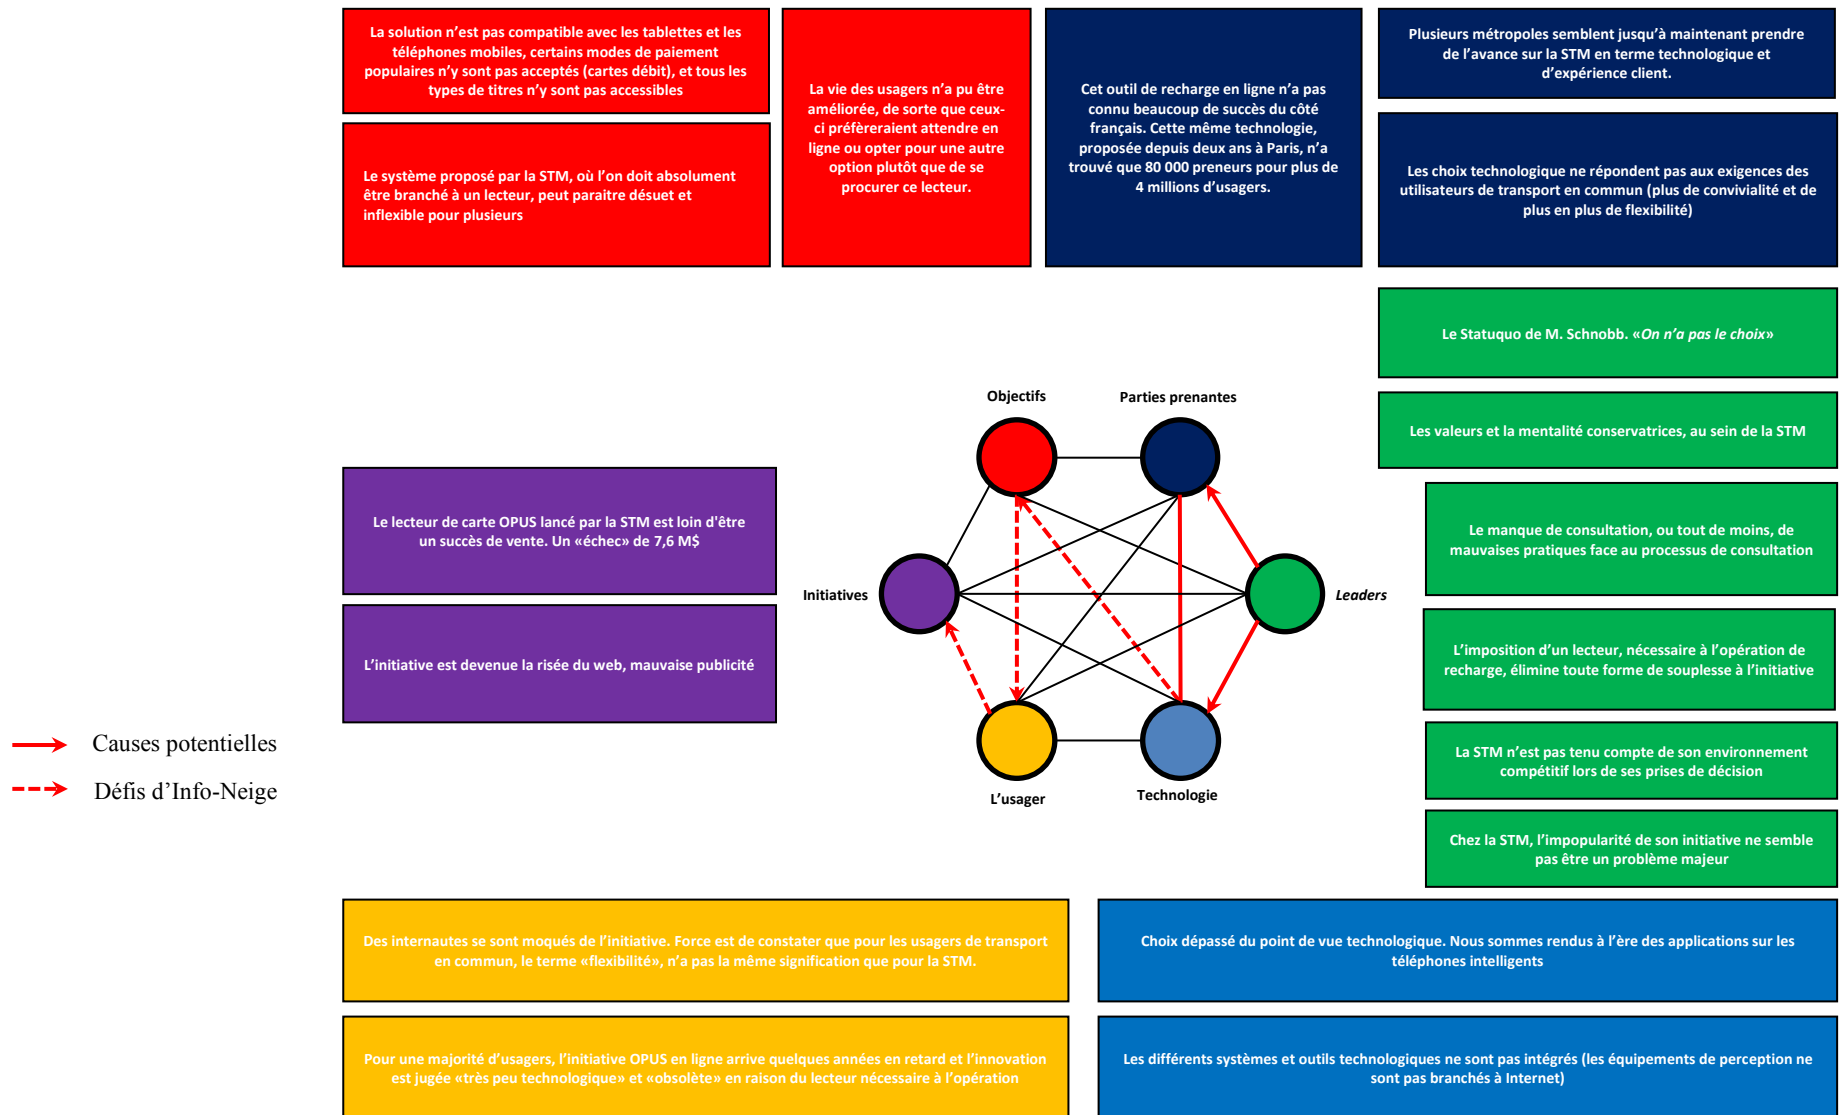 La solution n’est pas compatible avec les tablettes et les
téléphones mobiles, certains modes de paiement
populaires n’y sont pas acceptés (cartes débit), et tous les
types de titres n’y sont pas accessibles
Le système proposé par la STM, où l’on doit absolument
être branché à un lecteur, peut paraitre désuet et
inflexible pour plusieurs
La vie des usagers n’a pu être
améliorée, de sorte que ceux-
ci préfèreraient attendre en
ligne ou opter pour une autre
option plutôt que de se
procurer ce lecteur.
Cet outil de recharge en ligne n’a pas
connu beaucoup de succès du côté
français. Cette même technologie,
proposée depuis deux ans à Paris, n’a
trouvé que 80 000 preneurs pour plus de
4 millions d’usagers.
Plusieurs métropoles semblent jusqu’à maintenant prendre
de l’avance sur la STM en terme technologique et
d’expérience client.
Les choix technologique ne répondent pas aux exigences des
utilisateurs de transport en commun (plus de convivialité et de
plus en plus de flexibilité)
Le Statuquo de M. Schnobb. «On n’a pas le choix»
Les valeurs et la mentalité conservatrices, au sein de la STM
Le manque de consultation, ou tout de moins, de
mauvaises pratiques face au processus de consultation
L’imposition d’un lecteur, nécessaire à l’opération de
recharge, élimine toute forme de souplesse à l’initiative
La STM n’est pas tenu compte de son environnement
compétitif lors de ses prises de décision
Chez la STM, l’impopularité de son initiative ne semble
pas être un problème majeur
Objectifs
Parties prenantes
Initiatives
Leaders
L’usager
Technologie
Le lecteur de carte OPUS lancé par la STM est loin d'être
un succès de vente. Un «échec» de 7,6 M$
L’initiative est devenue la risée du web, mauvaise publicité
Causes potentielles
Défis d’Info-Neige
Des internautes se sont moqués de l’initiative. Force est de constater que pour les usagers de transport
en commun, le terme «flexibilité», n’a pas la même signification que pour la STM.
Pour une majorité d’usagers, l’initiative OPUS en ligne arrive quelques années en retard et l’innovation
est jugée «très peu technologique» et «obsolète» en raison du lecteur nécessaire à l’opération
Choix dépassé du point de vue technologique. Nous sommes rendus à l’ère des applications sur les
téléphones intelligents
Les différents systèmes et outils technologiques ne sont pas intégrés (les équipements de perception ne
sont pas branchés à Internet)